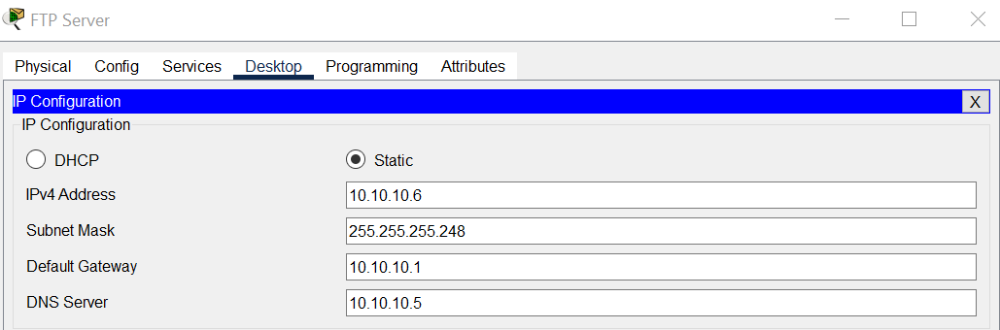 FTP Server
Physical Config Services Desktop Programming Attributes
IP Configuration X
IP Configuration
DHCP Static
IPv4 Address 10.10.10.6
Subnet Mask 255.255.255.248
Default Gateway 10.10.10.1
DNS Server 10.10.10.5